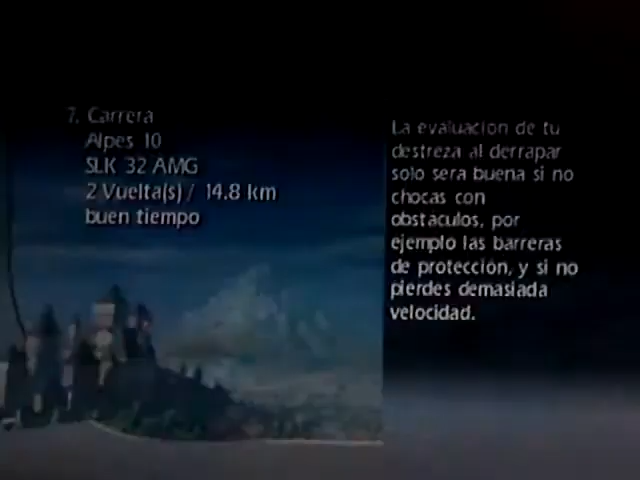 7. Carrera
Alpes 10
SLK 32 AMG
2 Vuelta(s) / 14.8 km
buen tiempo
La evaluacion de tu
destreza al derrapar
solo sera buena si no
chocas con
obstaculos, por
ejemplo las barreras
de protección, y si no
pierdes demasiada
velocidad.